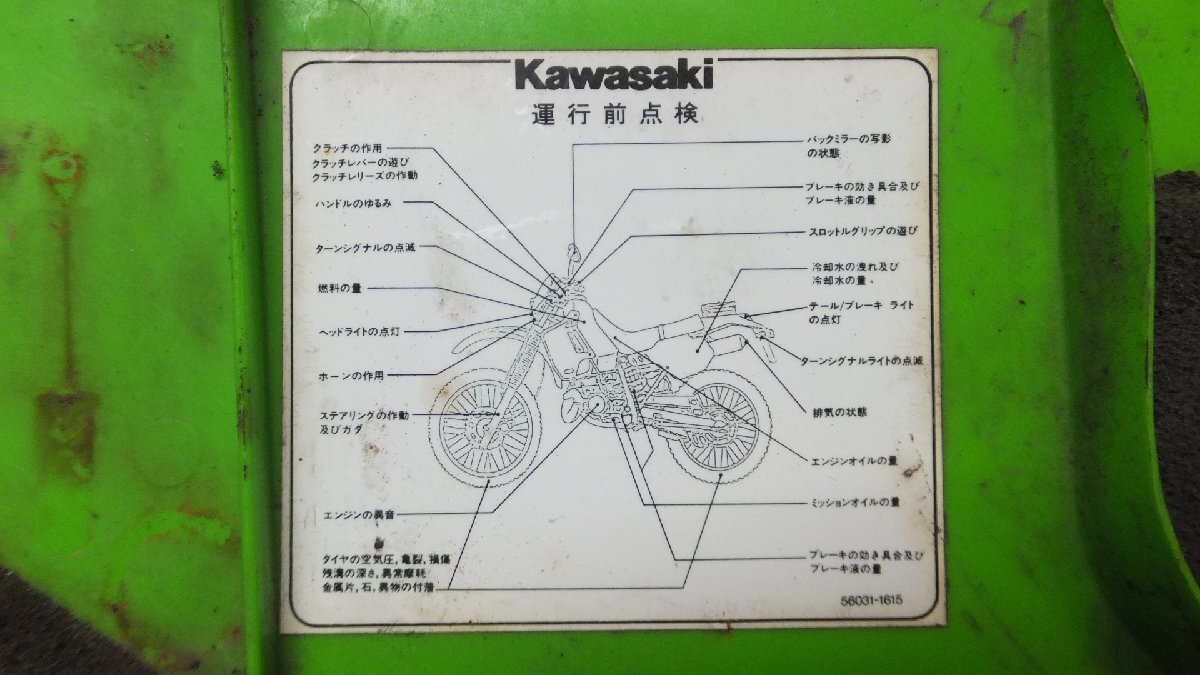 Kawasaki
運行前点検
クラッチの作用
クラッチレバーの遊び
クラッチレリーズの作動
ハンドルのゆるみ
ターンシグナルの点滅
燃料の量
ヘッドライトの点灯
ホーンの作用
ステアリングの作動
及びガタ
エンジンの異音
タイヤの空気圧,亀裂,損傷
残溝の深さ,異常摩耗
金属片,石,異物の付着
バックミラーの写影
の状態
ブレーキの効き具合及び
ブレーキ液の量
スロットルグリップの遊び
冷却水の洩れ及び
冷却水の量
テール/ブレーキ ライト
の点灯
ターンシグナルライトの点滅
排気の状態
エンジンオイルの量
ミッションオイルの量
ブレーキの効き具合及び
ブレーキ液の量
56031-1615